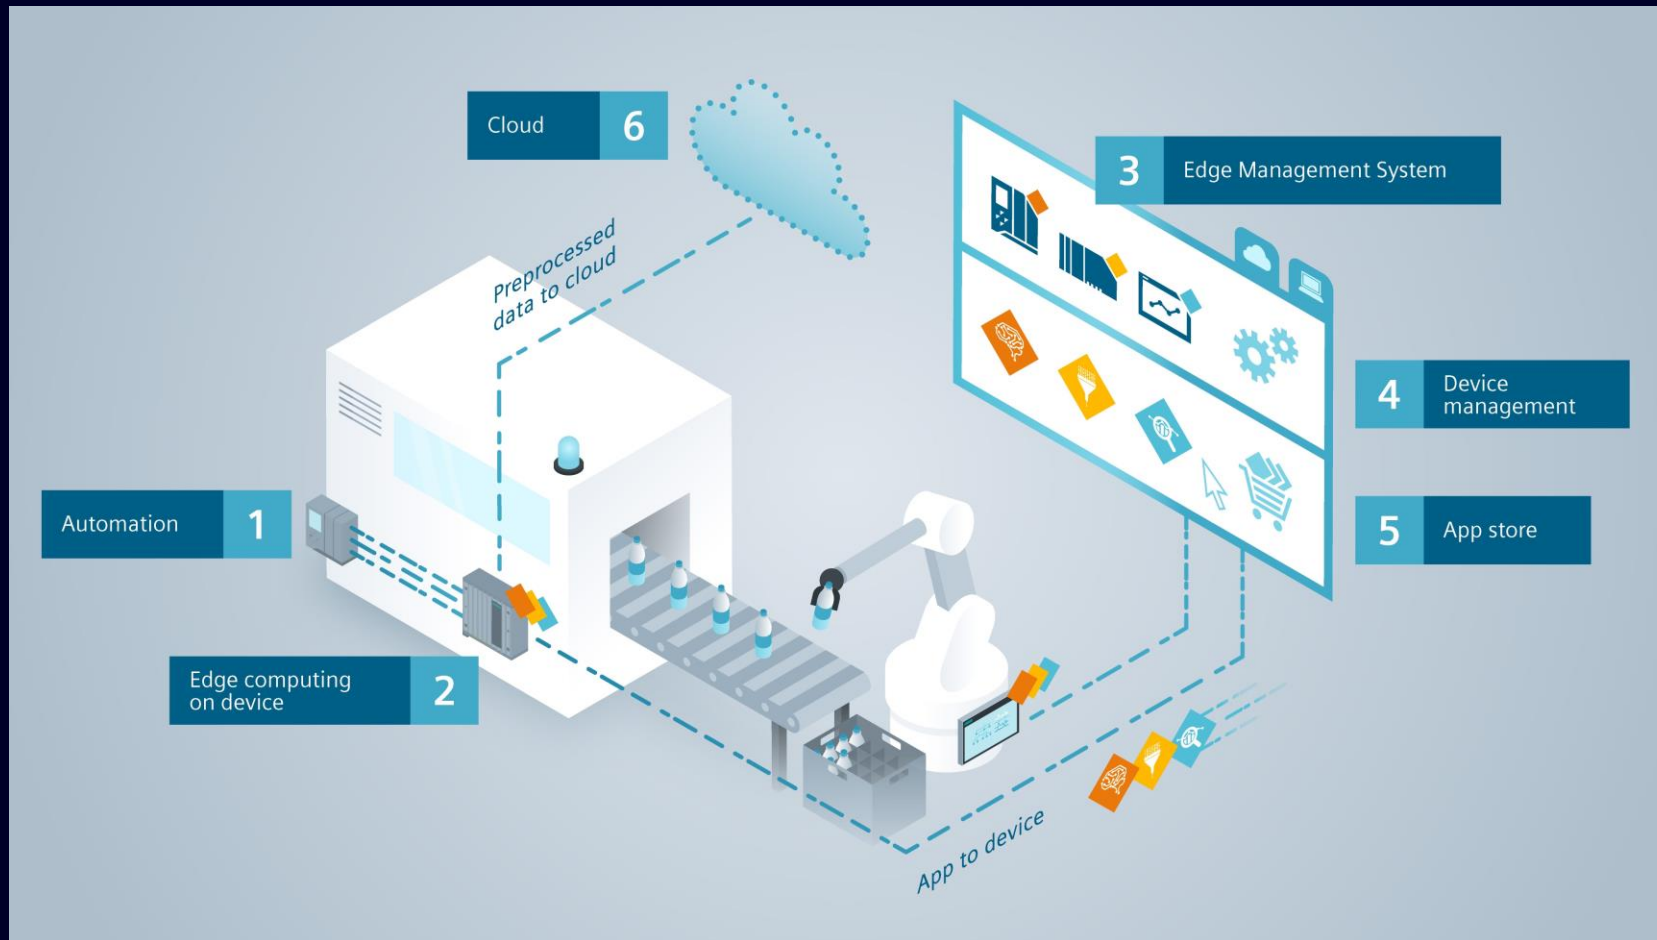 Cloud
6
3
Edge Management System
Preprocessed
data to cloud
4
Device
management
Automation
1
5
App store
Edge computing
on device
2
App to device